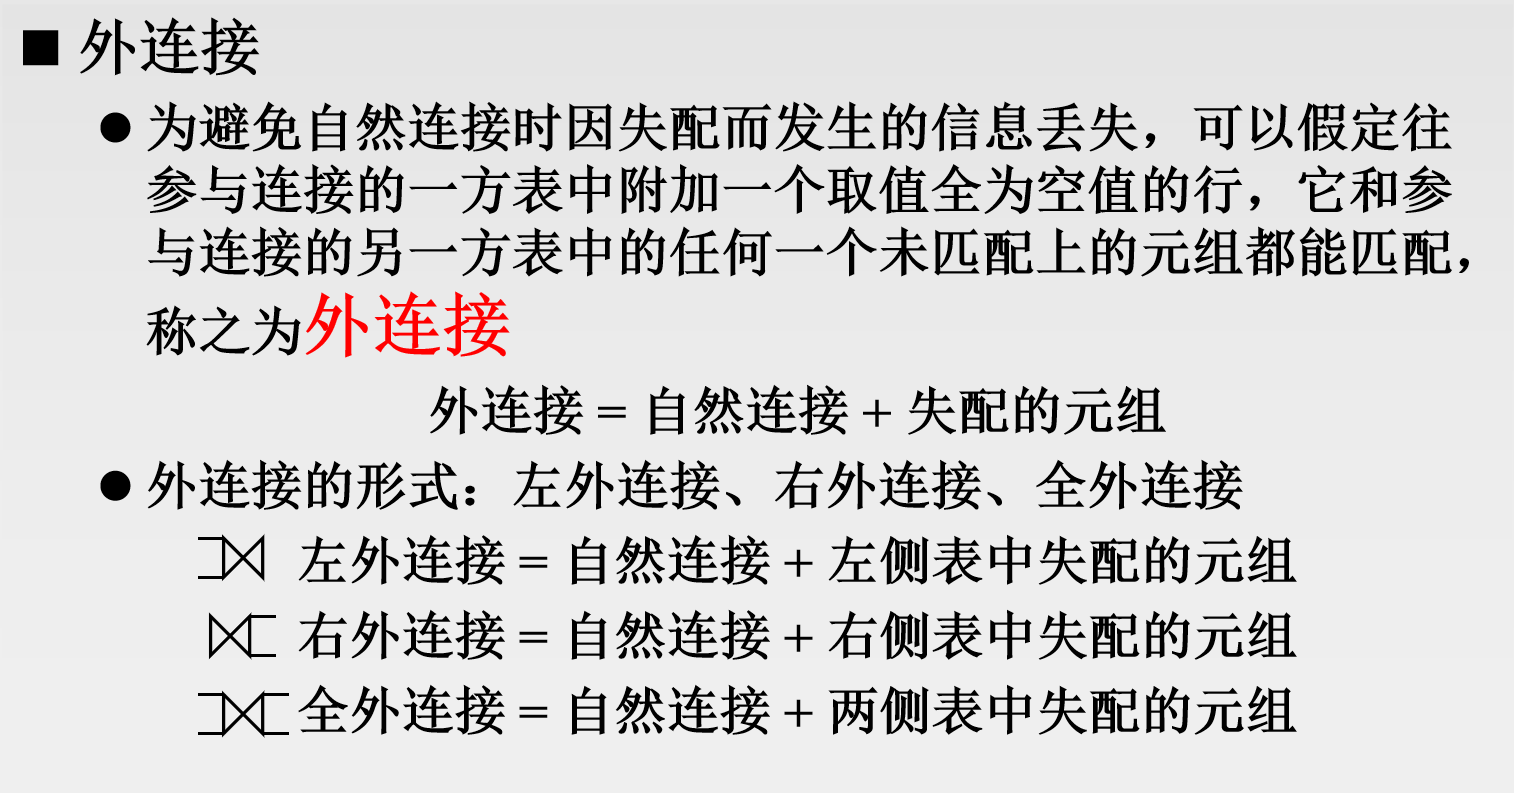 ■ 外连接
● 为避免自然连接时因失配而发生的信息丢失，可以假定往
参与连接的一方表中附加一个取值全为空值的行，它和参
与连接的另一方表中的任何一个未匹配上的元组都能匹配，
称之为外连接
外连接 = 自然连接 + 失配的元组
● 外连接的形式：左外连接、右外连接、全外连接
⟕ 左外连接 = 自然连接 + 左侧表中失配的元组
⟖ 右外连接 = 自然连接 + 右侧表中失配的元组
⟗ 全外连接 = 自然连接 + 两侧表中失配的元组